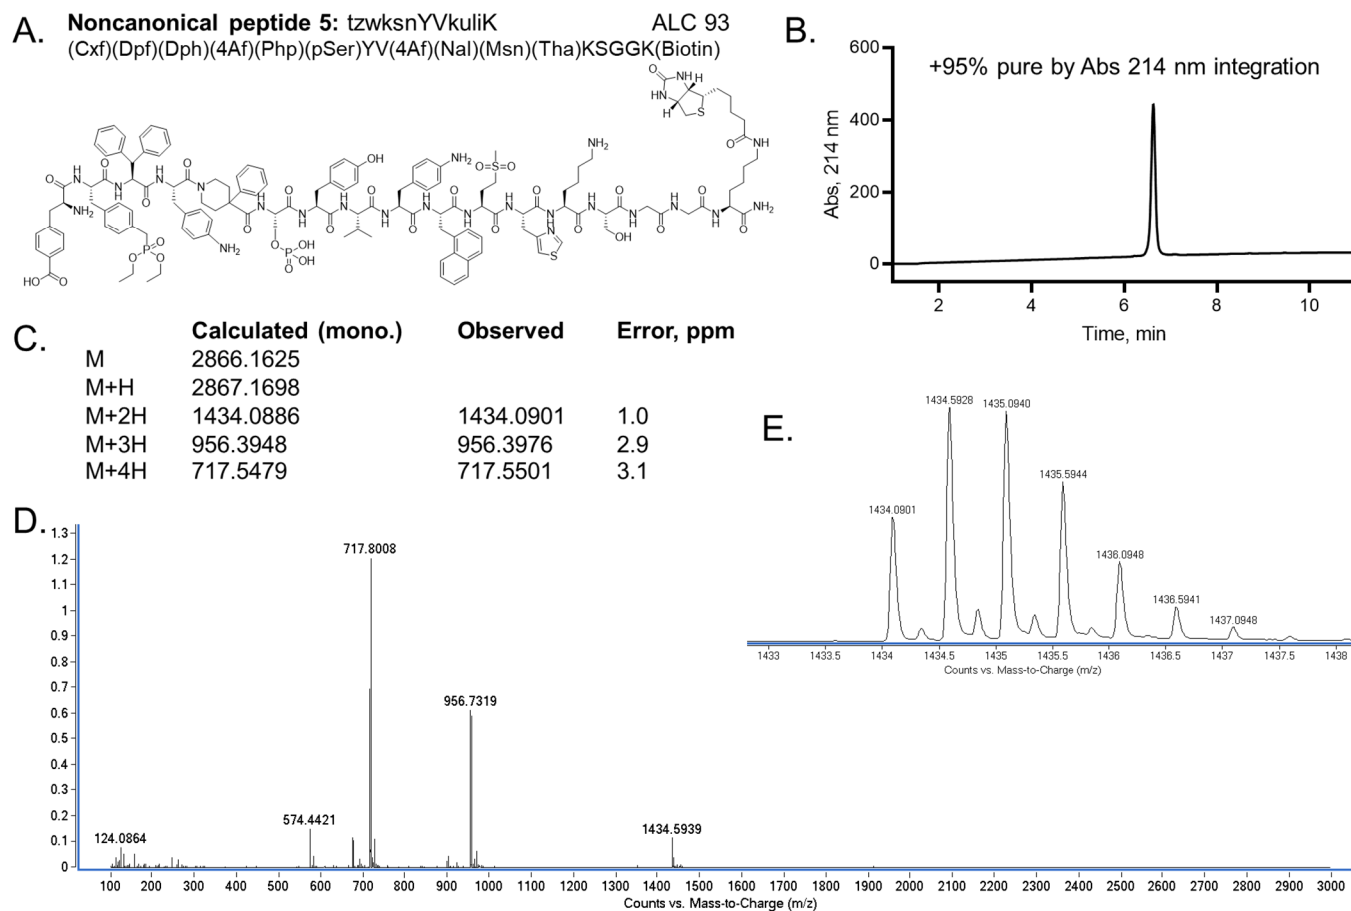 A.
Noncanonical peptide 5: tzwksnYVkuliK ALC 93
(Cxf)(Dpf)(Dph)(4Af)(Php)(pSer)YV(4Af)(Nal)(Msn)(Tha)KSGGK(Biotin)
B.
+95% pure by Abs 214 nm integration
Abs, 214 nm
600
400
200
0
2 4 6 8 10
Time, min
C.
Calculated (mono.) Observed Error, ppm
M 2866.1625
M+H 2867.1698
M+2H 1434.0886 1434.0901 1.0
M+3H 956.3948 956.3976 2.9
M+4H 717.5479 717.5501 3.1
D.
1.3
1.2
1.1
1
0.9
0.8
0.7
0.6
0.5
0.4
0.3
0.2
0.1
0
124.0864
574.4421
717.8008
956.7319
1434.5939
100 200 300 400 500 600 700 800 900 1000 1100 1200 1300 1400 1500 1600 1700 1800 1900 2000 2100 2200 2300 2400 2500 2600 2700 2800 2900 3000
Counts vs. Mass-to-Charge (m/z)
E.
1434.0901
1434.5928
1435.0940
1435.5944
1436.0948
1436.5941
1437.0948
1433 1433.5 1434 1434.5 1435 1435.5 1436 1436.5 1437 1437.5 1438
Counts vs. Mass-to-Charge (m/z)